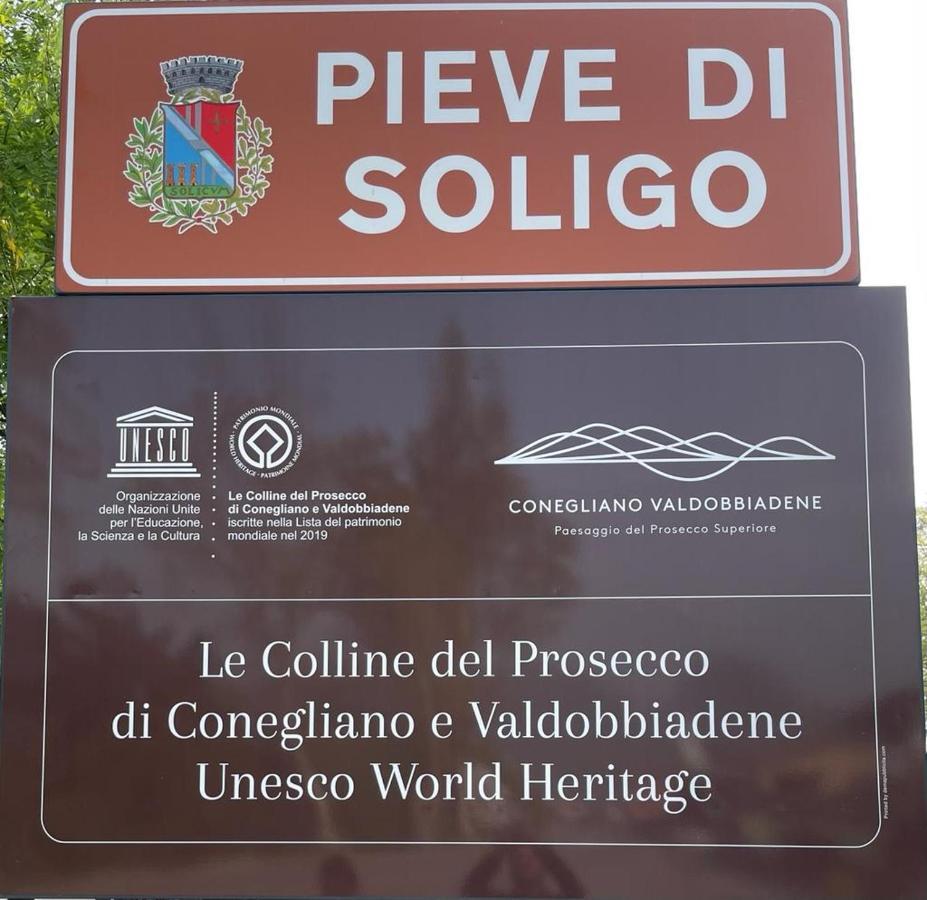 PIEVE DI
SOLIGO
SOLICVM
UNESCO
Organizzazione
delle Nazioni Unite
per l'Educazione,
la Scienza e la Cultura
PATRIMONIO MONDIALE • WORLD HERITAGE • PATRIMOINE MONDIAL •
Le Colline del Prosecco
di Conegliano e Valdobbiadene
iscritte nella Lista del patrimonio
mondiale nel 2019
CONEGLIANO VALDOBBIADENE
Paesaggio del Prosecco Superiore
Le Colline del Prosecco
di Conegliano e Valdobbiadene
Unesco World Heritage